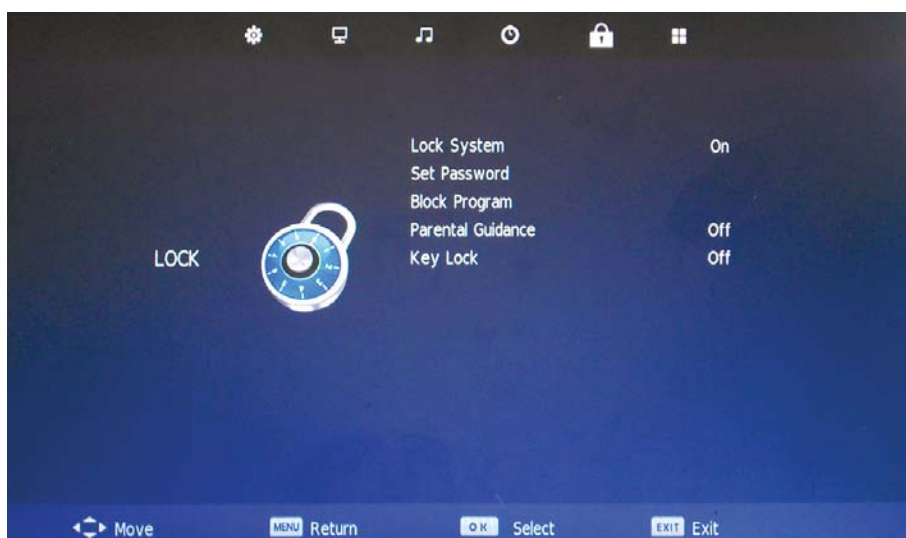 Lock System On
Set Password
Block Program
Parental Guidance Off
LOCK
Key Lock Off
Move MENU Return OK Select EXIT Exit